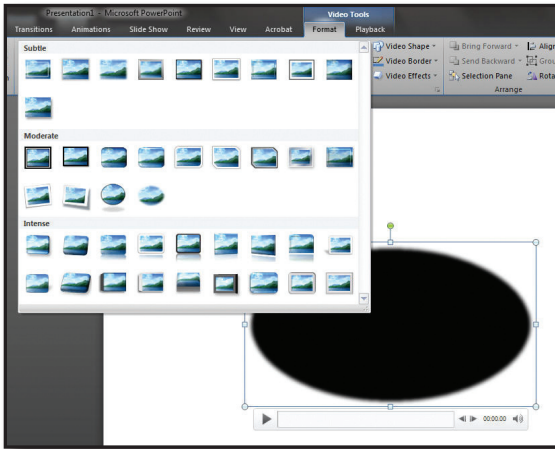 Presentation1 - Microsoft PowerPoint
Video Tools
Transitions Animations Slide Show Review View Acrobat Format Playback
Subtle
Video Shape
Bring Forward
Video Border
Send Backward
Video Effects
Selection Pane
Arrange
Moderate
Intense
00:00.00